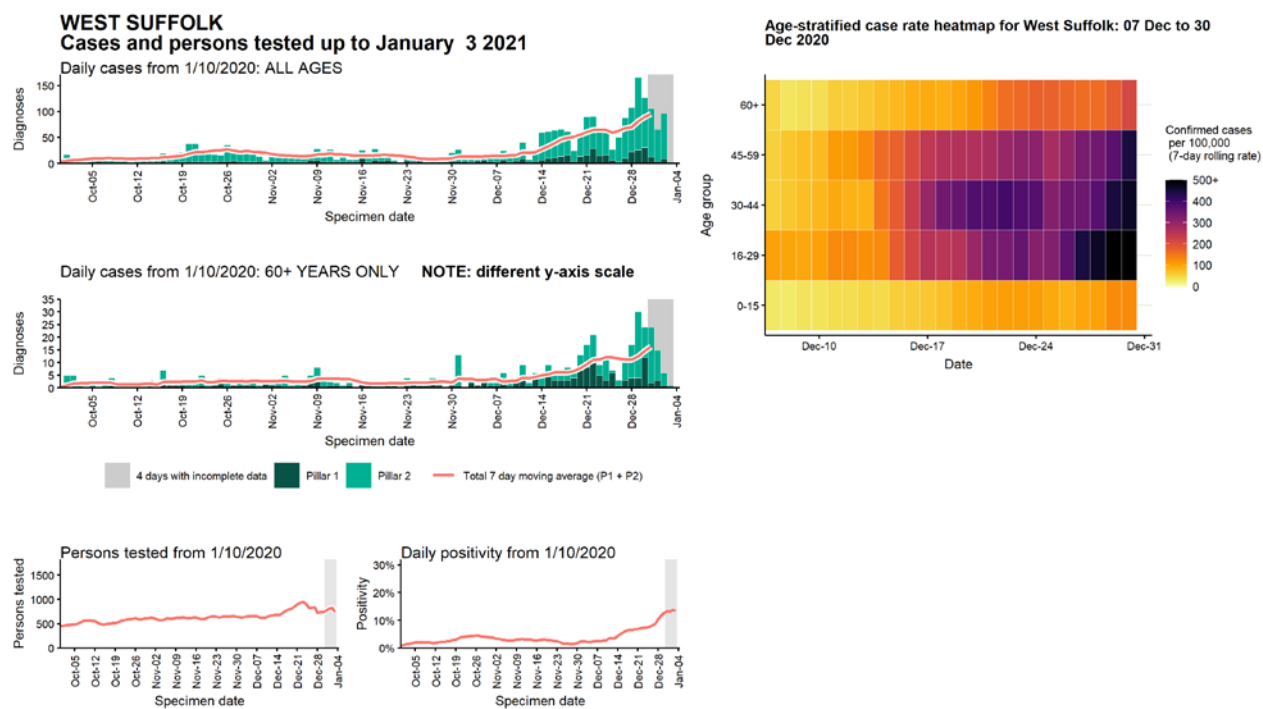 WEST SUFFOLK
Cases and persons tested up to January  3 2021
Daily cases from 1/10/2020: ALL AGES
Diagnoses
150
100
50
0
Oct-05 Oct-12 Oct-19 Oct-26 Nov-02 Nov-09 Nov-16 Nov-23 Nov-30 Dec-07 Dec-14 Dec-21 Dec-28 Jan-04
Specimen date
Daily cases from 1/10/2020: 60+ YEARS ONLY NOTE: different y-axis scale
Diagnoses
35
30
25
20
15
10
5
0
Oct-05 Oct-12 Oct-19 Oct-26 Nov-02 Nov-09 Nov-16 Nov-23 Nov-30 Dec-07 Dec-14 Dec-21 Dec-28 Jan-04
Specimen date
4 days with incomplete data Pillar 1 Pillar 2 Total 7 day moving average (P1 + P2)
Persons tested from 1/10/2020
Persons tested
1500
1000
500
0
Oct-05 Oct-12 Oct-19 Oct-26 Nov-02 Nov-09 Nov-16 Nov-23 Nov-30 Dec-07 Dec-14 Dec-21 Dec-28 Jan-04
Specimen date
Daily positivity from 1/10/2020
Positivity
30%
20%
10%
0%
Oct-05 Oct-12 Oct-19 Oct-26 Nov-02 Nov-09 Nov-16 Nov-23 Nov-30 Dec-07 Dec-14 Dec-21 Dec-28 Jan-04
Specimen date
Age-stratified case rate heatmap for West Suffolk: 07 Dec to 30
Dec 2020
Age group
60+
45-59
30-44
16-29
0-15
Dec-10 Dec-17 Dec-24 Dec-31
Date
Confirmed cases
per 100,000
(7-day rolling rate)
500+
400
300
200
100
0